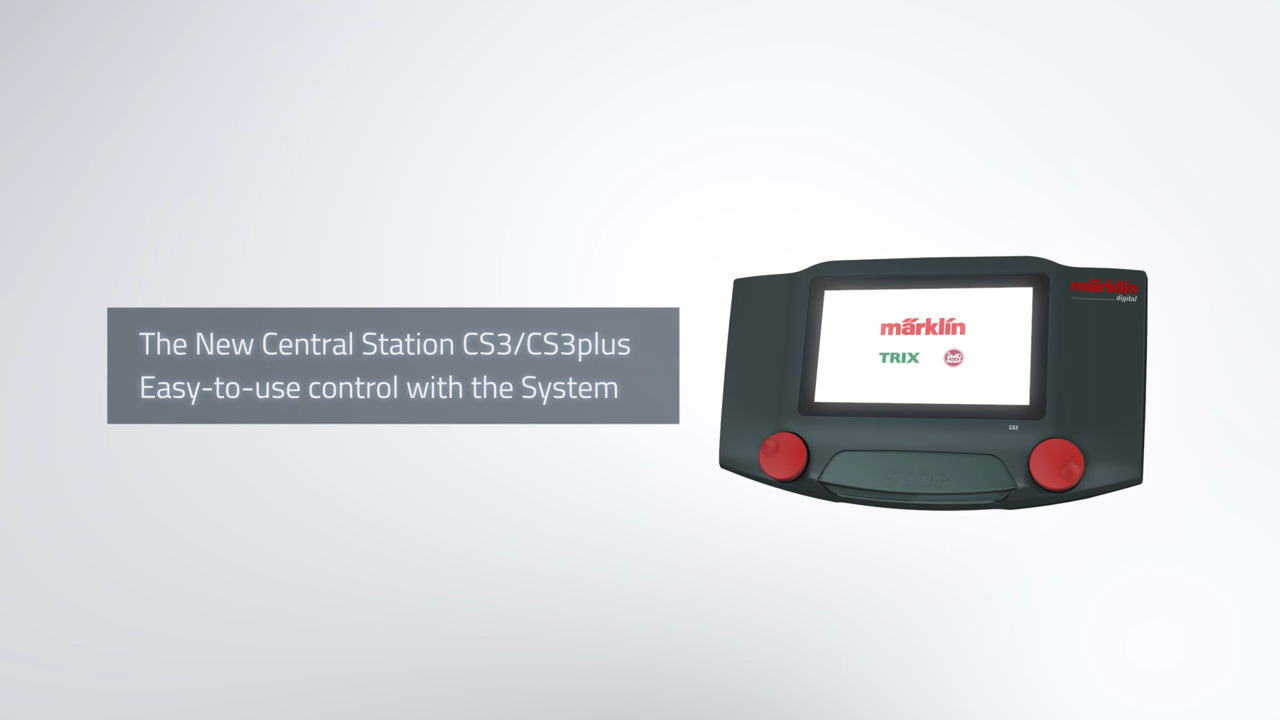 The New Central Station CS3/CS3plus
Easy-to-use control with the System
märklin
digital
märklin
TRIX
CS3
STOP